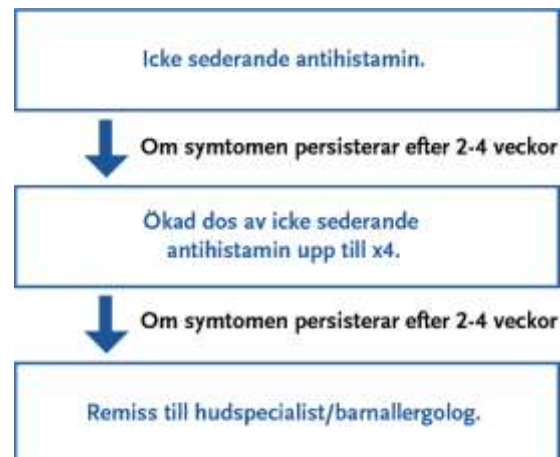 Icke sederande antihistamin.
Om symtomen persisterar efter 2-4 veckor
Ökad dos av icke sederande
antihistamin upp till x4.
Om symtomen persisterar efter 2-4 veckor
Remiss till hudspecialist/barnallergolog.